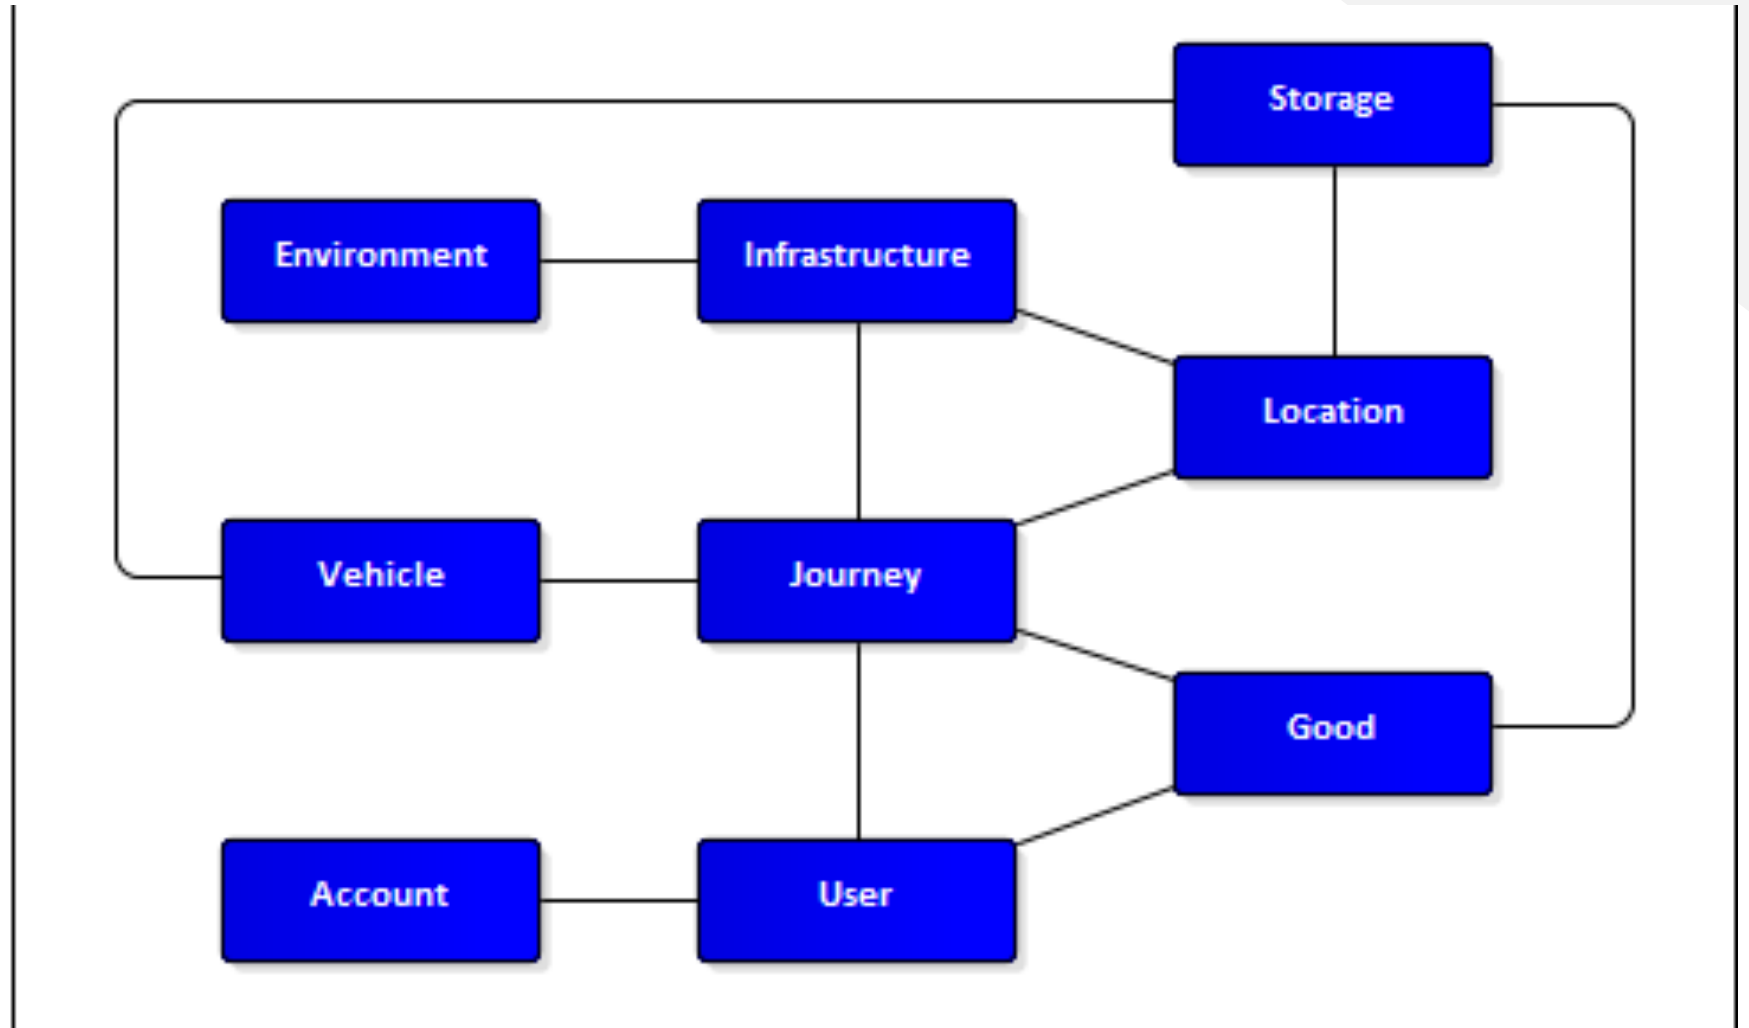 Storage
Environment
Infrastructure
Location
Vehicle
Journey
Good
Account
User